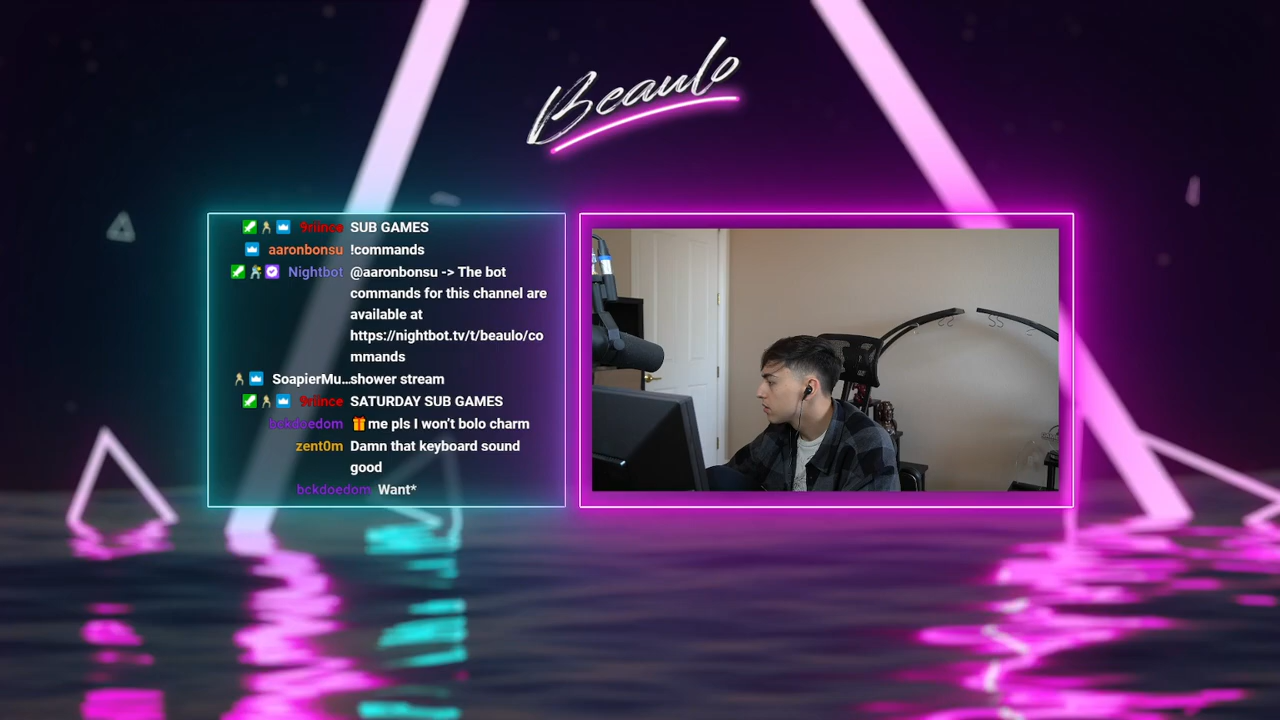 Beaulo
9riince SUB GAMES
aaronbonsu !commands
Nightbot @aaronbonsu -> The bot
commands for this channel are
available at
https://nightbot.tv/t/beaulo/co
mmands
SoapierMu...shower stream
9riince SATURDAY SUB GAMES
bckdoedom me pls I won't bolo charm
zent0m Damn that keyboard sound
good
bckdoedom Want*